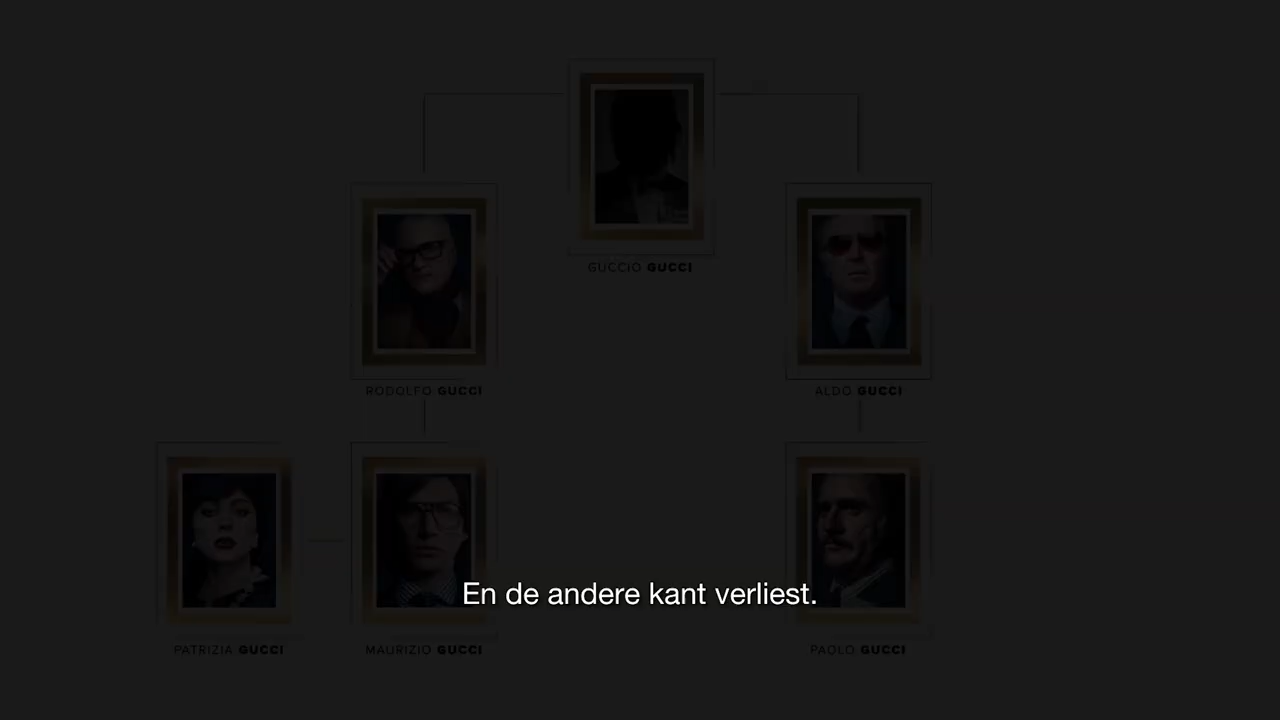 GUCCIO GUCCI
RODOLFO GUCCI
ALDO GUCCI
En de andere kant verliest.
PATRIZIA GUCCI
MAURIZIO GUCCI
PAOLO GUCCI